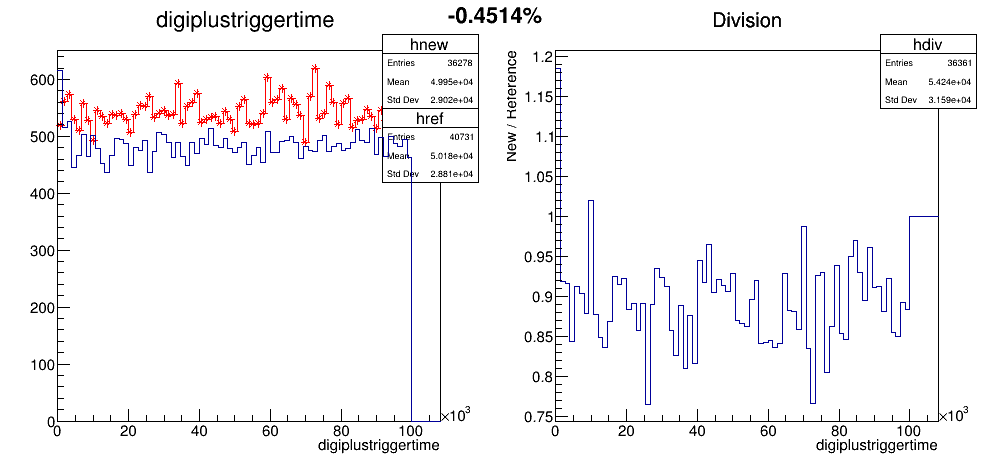 digiplustriggertime
-0.4514%
Division
hnew
Entries 36278
Mean 4.995e+04
Std Dev 2.902e+04
href
Entries 40731
Mean 5.018e+04
Std Dev 2.881e+04
600
500
400
300
200
100
0
0 20 40 60 80 100
×10³
digiplustriggertime
hdiv
Entries 36361
Mean 5.424e+04
Std Dev 3.159e+04
New / Reference
1.2
1.15
1.1
1.05
1
0.95
0.9
0.85
0.8
0.75
0 20 40 60 80 100
×10³
digiplustriggertime